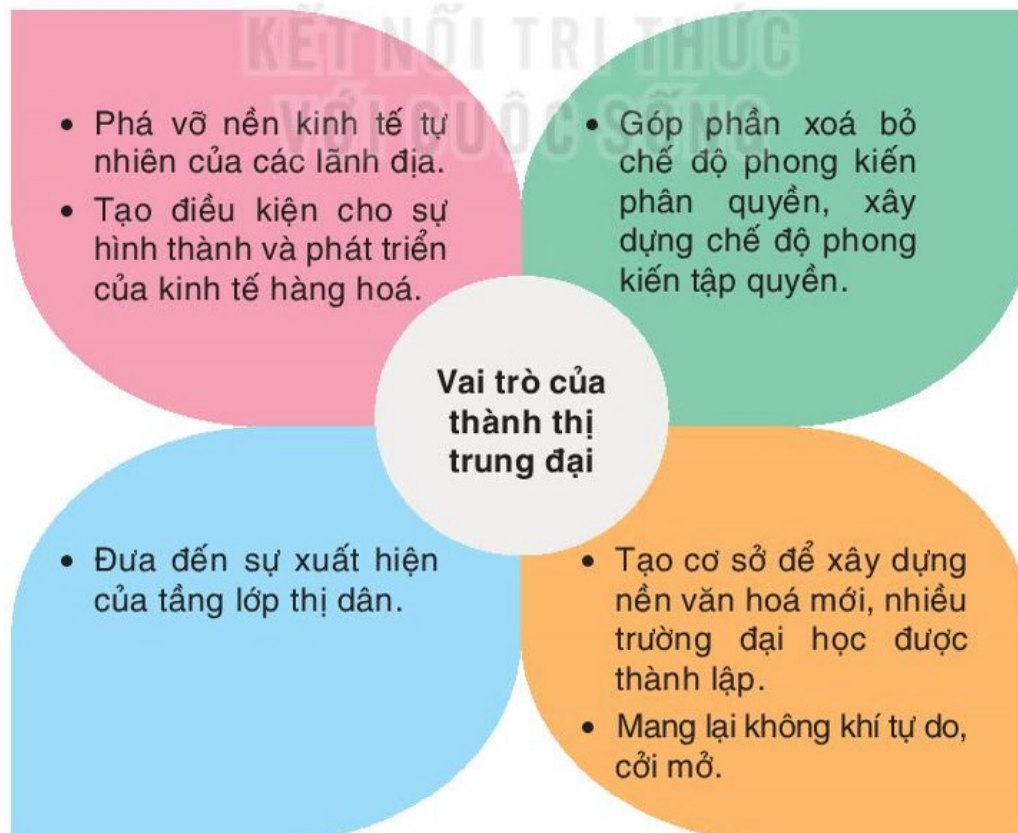 KẾT NỐI TRI THỨC
VỚI CUỘC SỐNG
• Phá vỡ nền kinh tế tự
nhiên của các lãnh địa.
• Tạo điều kiện cho sự
hình thành và phát triển
của kinh tế hàng hoá.
• Góp phần xoá bỏ
chế độ phong kiến
phân quyền, xây
dựng chế độ phong
kiến tập quyền.
Vai trò của
thành thị
trung đại
• Đưa đến sự xuất hiện
của tầng lớp thị dân.
• Tạo cơ sở để xây dựng
nền văn hoá mới, nhiều
trường đại học được
thành lập.
• Mang lại không khí tự do,
cởi mở.